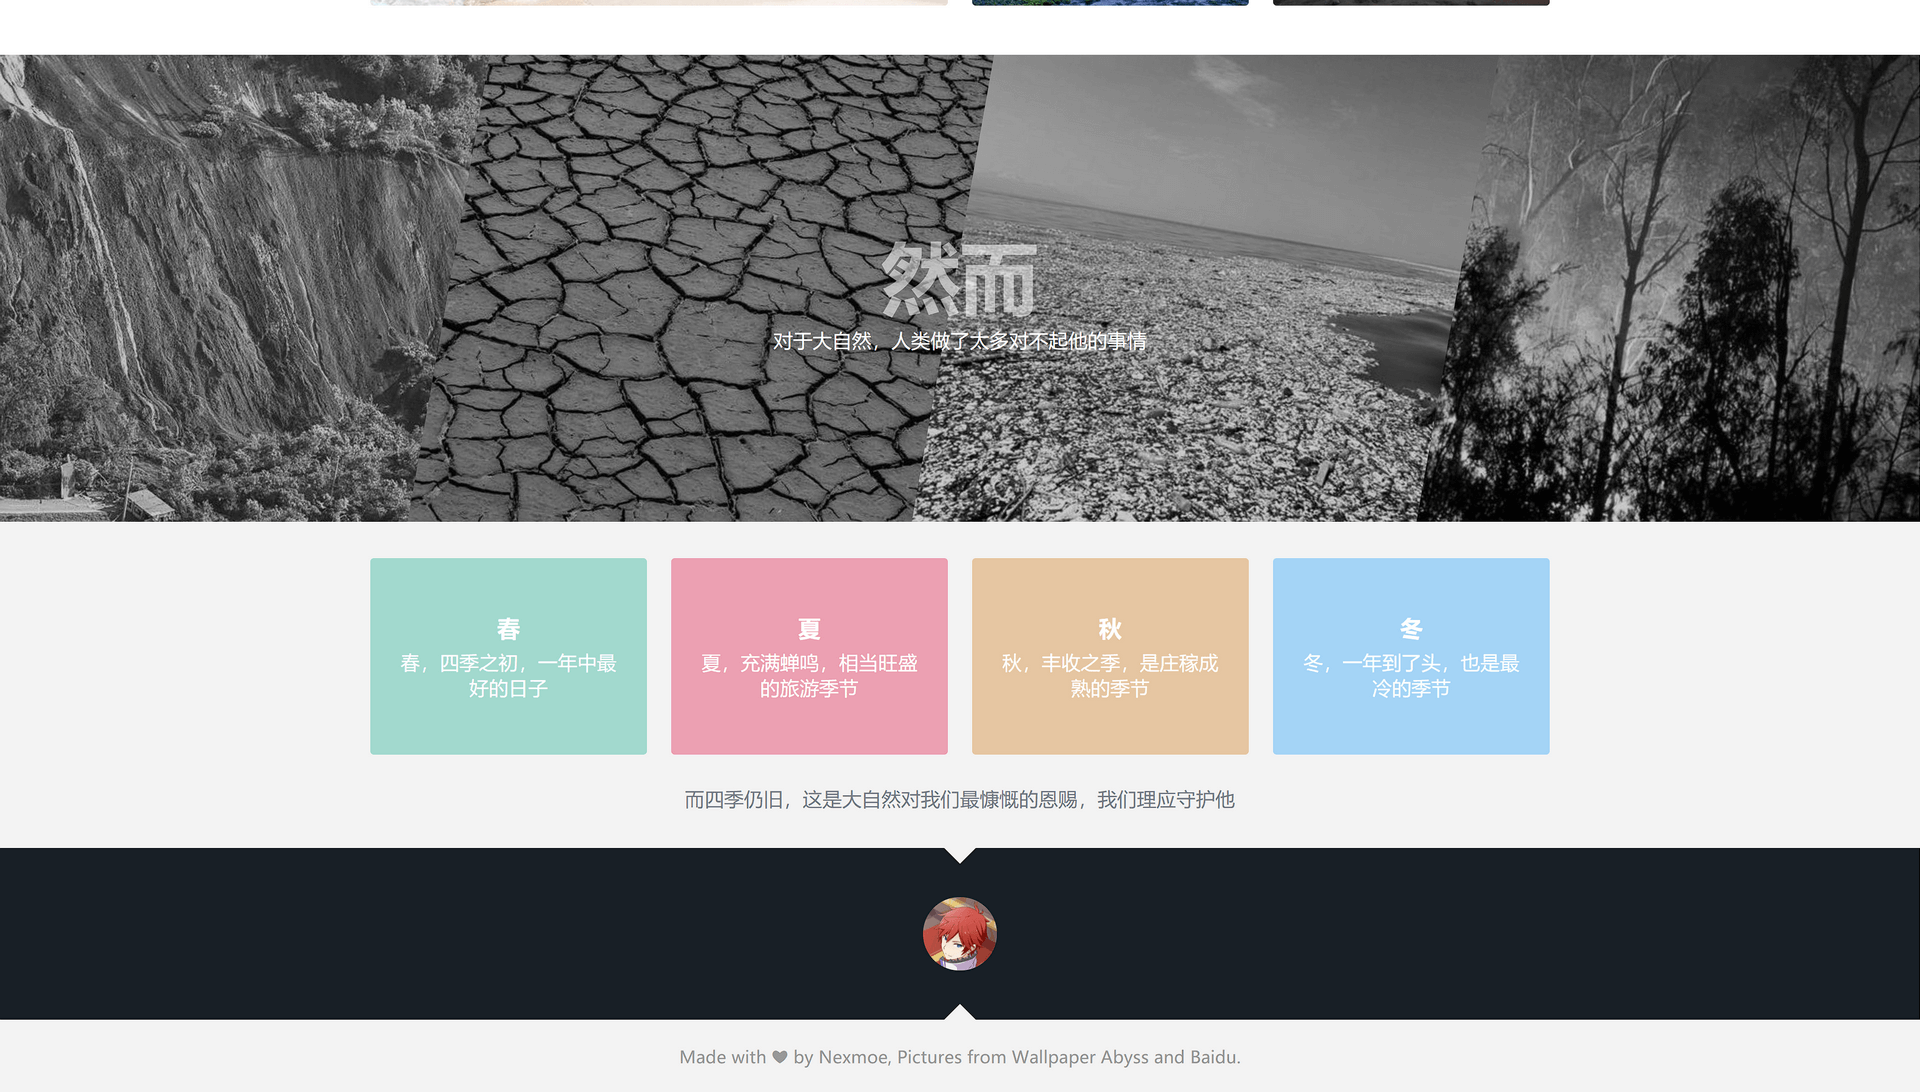 然而
对于大自然，人类做了太多对不起他的事情
春
春，四季之初，一年中最
好的日子
夏
夏，充满蝉鸣，相当旺盛
的旅游季节
秋
秋，丰收之季，是庄稼成
熟的季节
冬
冬，一年到了头，也是最
冷的季节
而四季仍旧，这是大自然对我们最慷慨的恩赐，我们理应守护他
Made with ♥ by Nexmoe, Pictures from Wallpaper Abyss and Baidu.